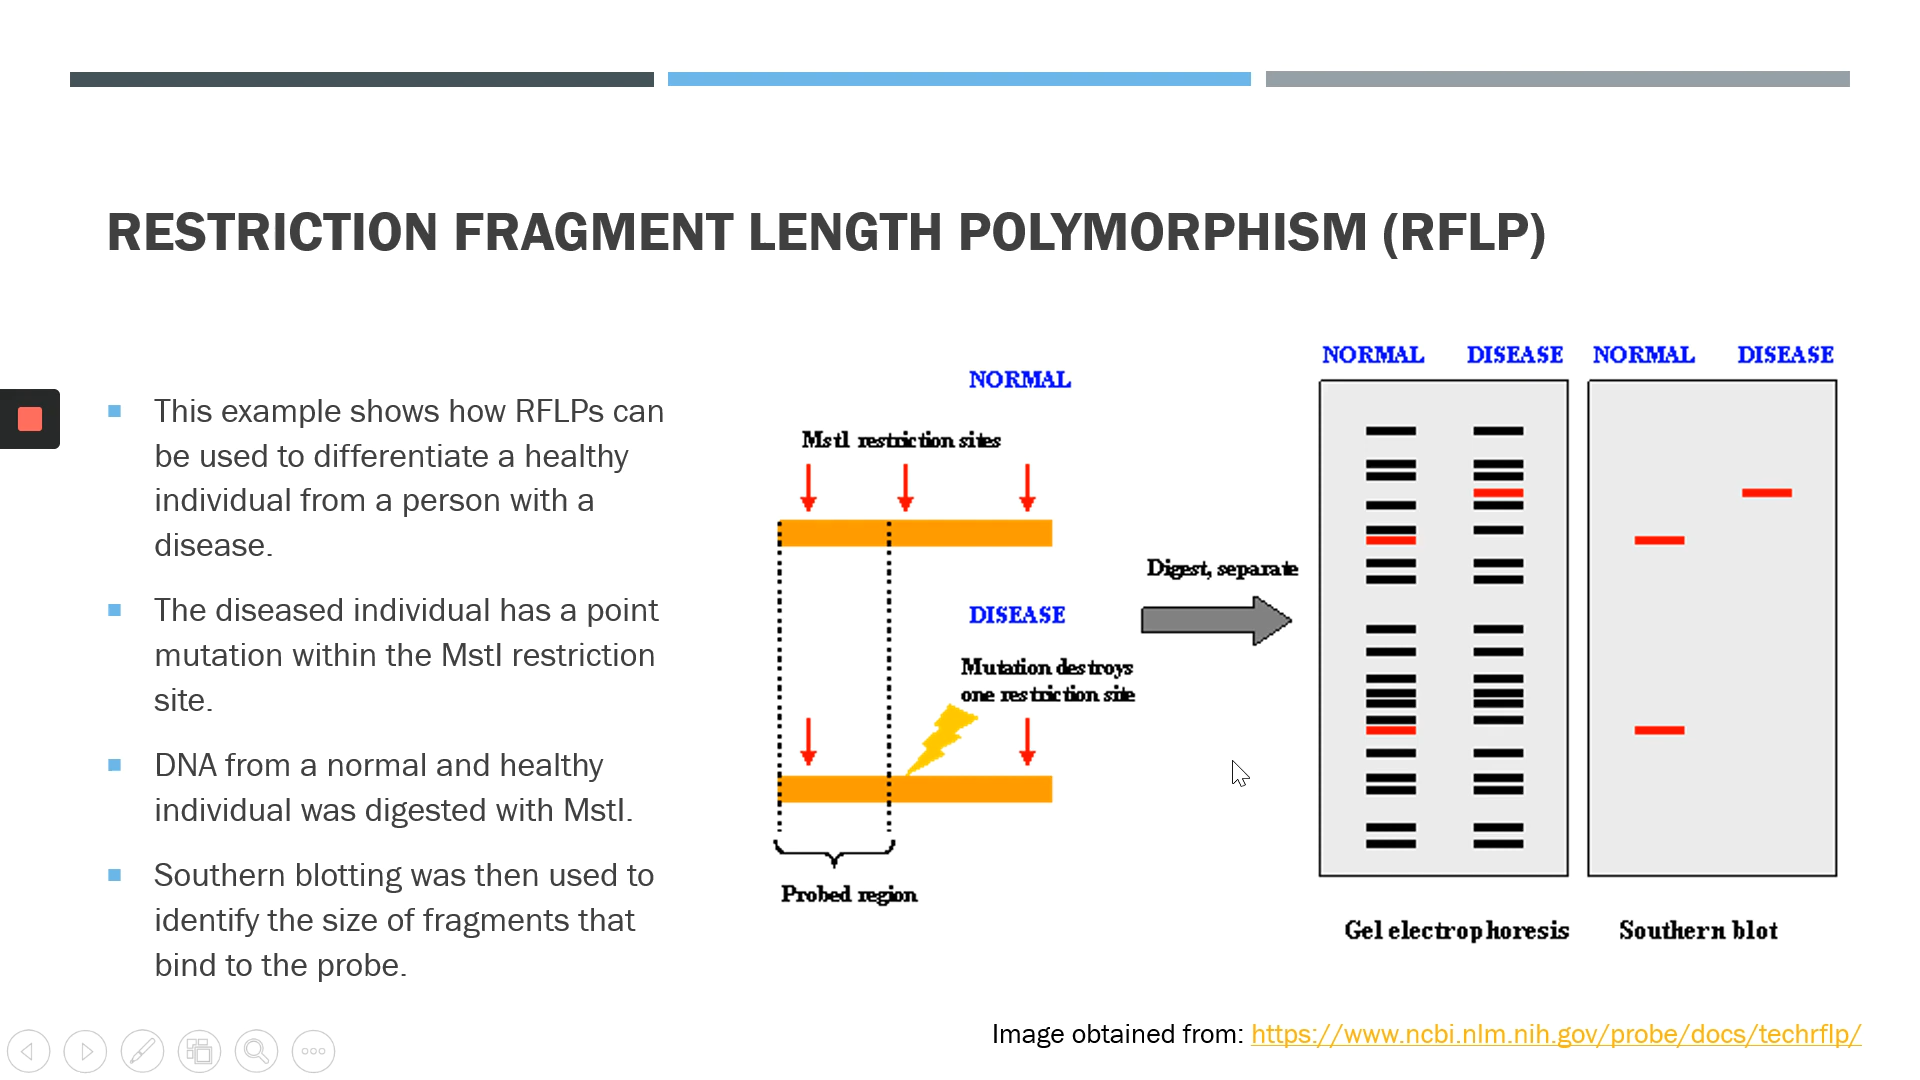 RESTRICTION FRAGMENT LENGTH POLYMORPHISM (RFLP)
This example shows how RFLPs can
be used to differentiate a healthy
individual from a person with a
disease.
The diseased individual has a point
mutation within the MstI restriction
site.
DNA from a normal and healthy
individual was digested with MstI.
Southern blotting was then used to
identify the size of fragments that
bind to the probe.
NORMAL
Mst1 restriction sites
DISEASE
Mutation destroys
one restriction site
Probed region
Digest, separate
NORMAL DISEASE NORMAL DISEASE
Gel electrophoresis Southern blot
Image obtained from: https://www.ncbi.nlm.nih.gov/probe/docs/techrflp/